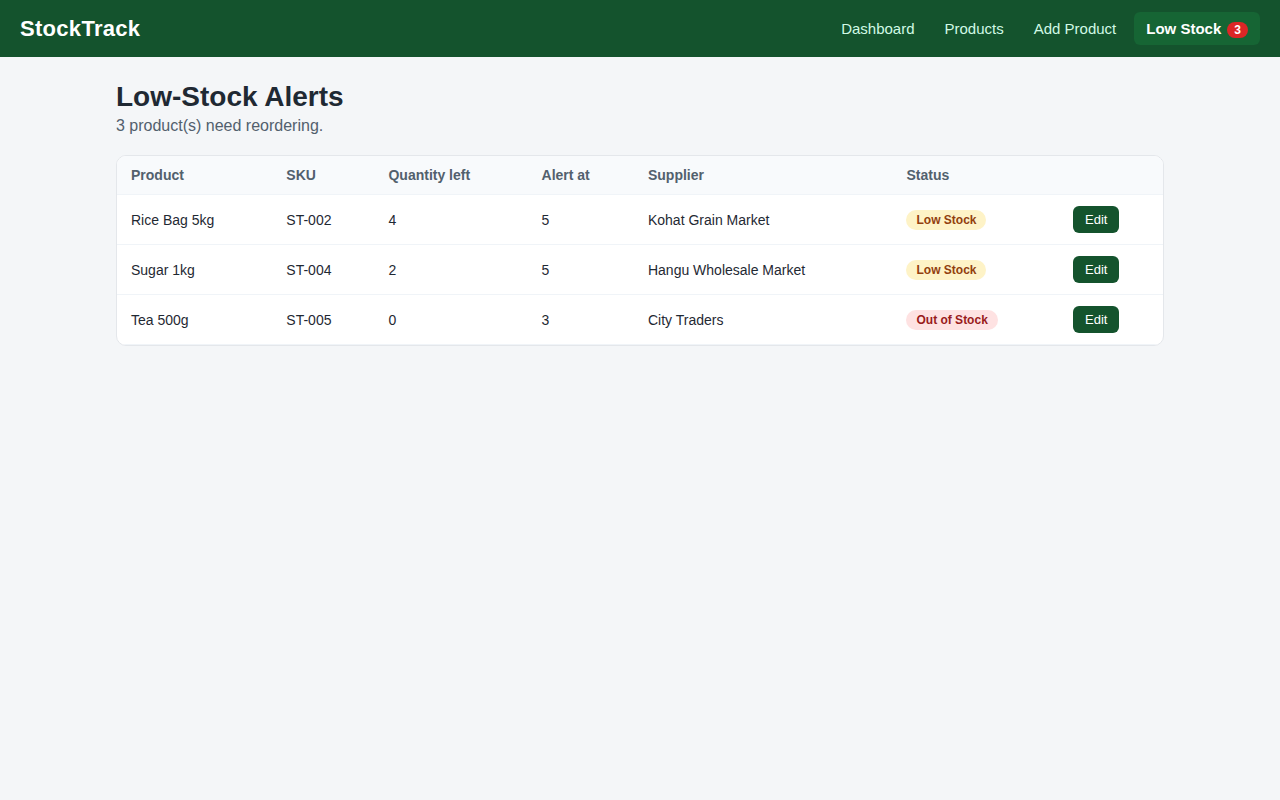 StockTrack Dashboard Products Add Product Low Stock 3
Low-Stock Alerts
3 product(s) need reordering.
Product SKU Quantity left Alert at Supplier Status
Rice Bag 5kg ST-002 4 5 Kohat Grain Market Low Stock Edit
Sugar 1kg ST-004 2 5 Hangu Wholesale Market Low Stock Edit
Tea 500g ST-005 0 3 City Traders Out of Stock Edit